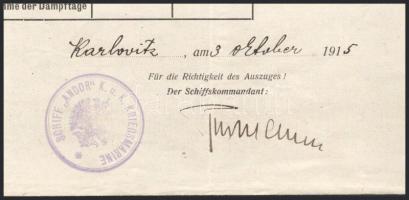 me der Dampftage
Karlovitz, am 3 Oktober 1915
Für die Richtigkeit des Auszuges!
Der Schiffskommandant:
SCHIFF „ANDOR“ K. u. K. KRIEGSMARINE